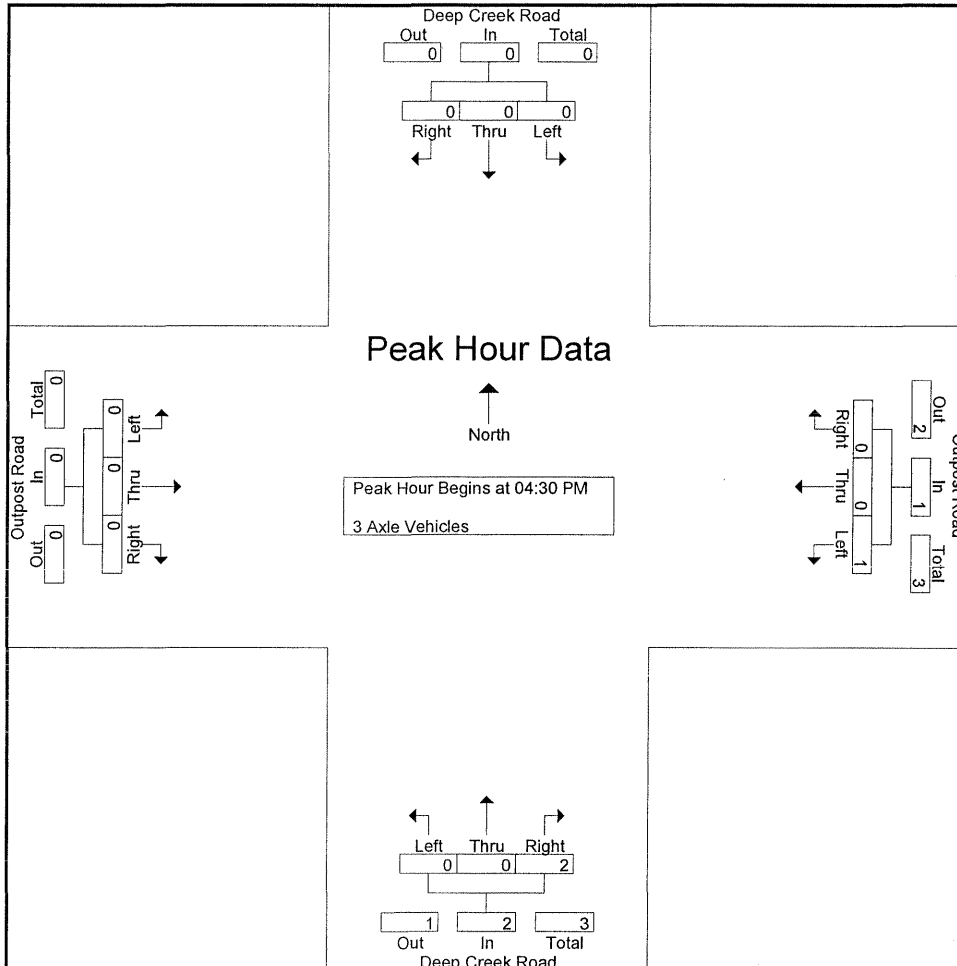 Deep Creek Road
Out In Total
0 0 0
0 0 0
Right Thru Left
Peak Hour Data
North
Peak Hour Begins at 04:30 PM
3 Axle Vehicles
Outpost Road
Total In Out
0 0 0
0 0 0
Left Thru Right
Right Thru Left
0 0 1
Out In Total
2 1 3
Outpost Road
Left Thru Right
0 0 2
1 2 3
Out In Total
Deep Creek Road